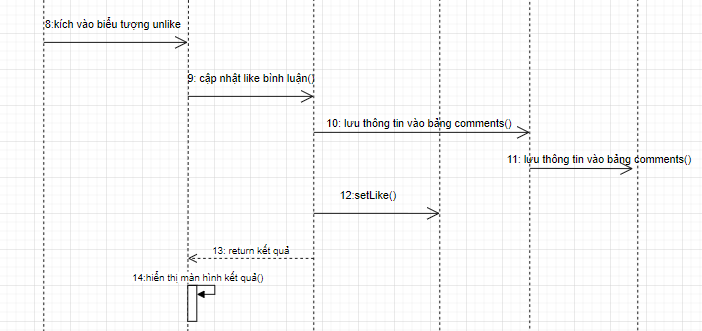 8:kích vào biểu tượng unlike
9: cập nhật like bình luận()
10: lưu thông tin vào bảng comments()
11: lưu thông tin vào bảng comments()
12:setLike()
13: return kết quả
14:hiển thị màn hình kết quả()